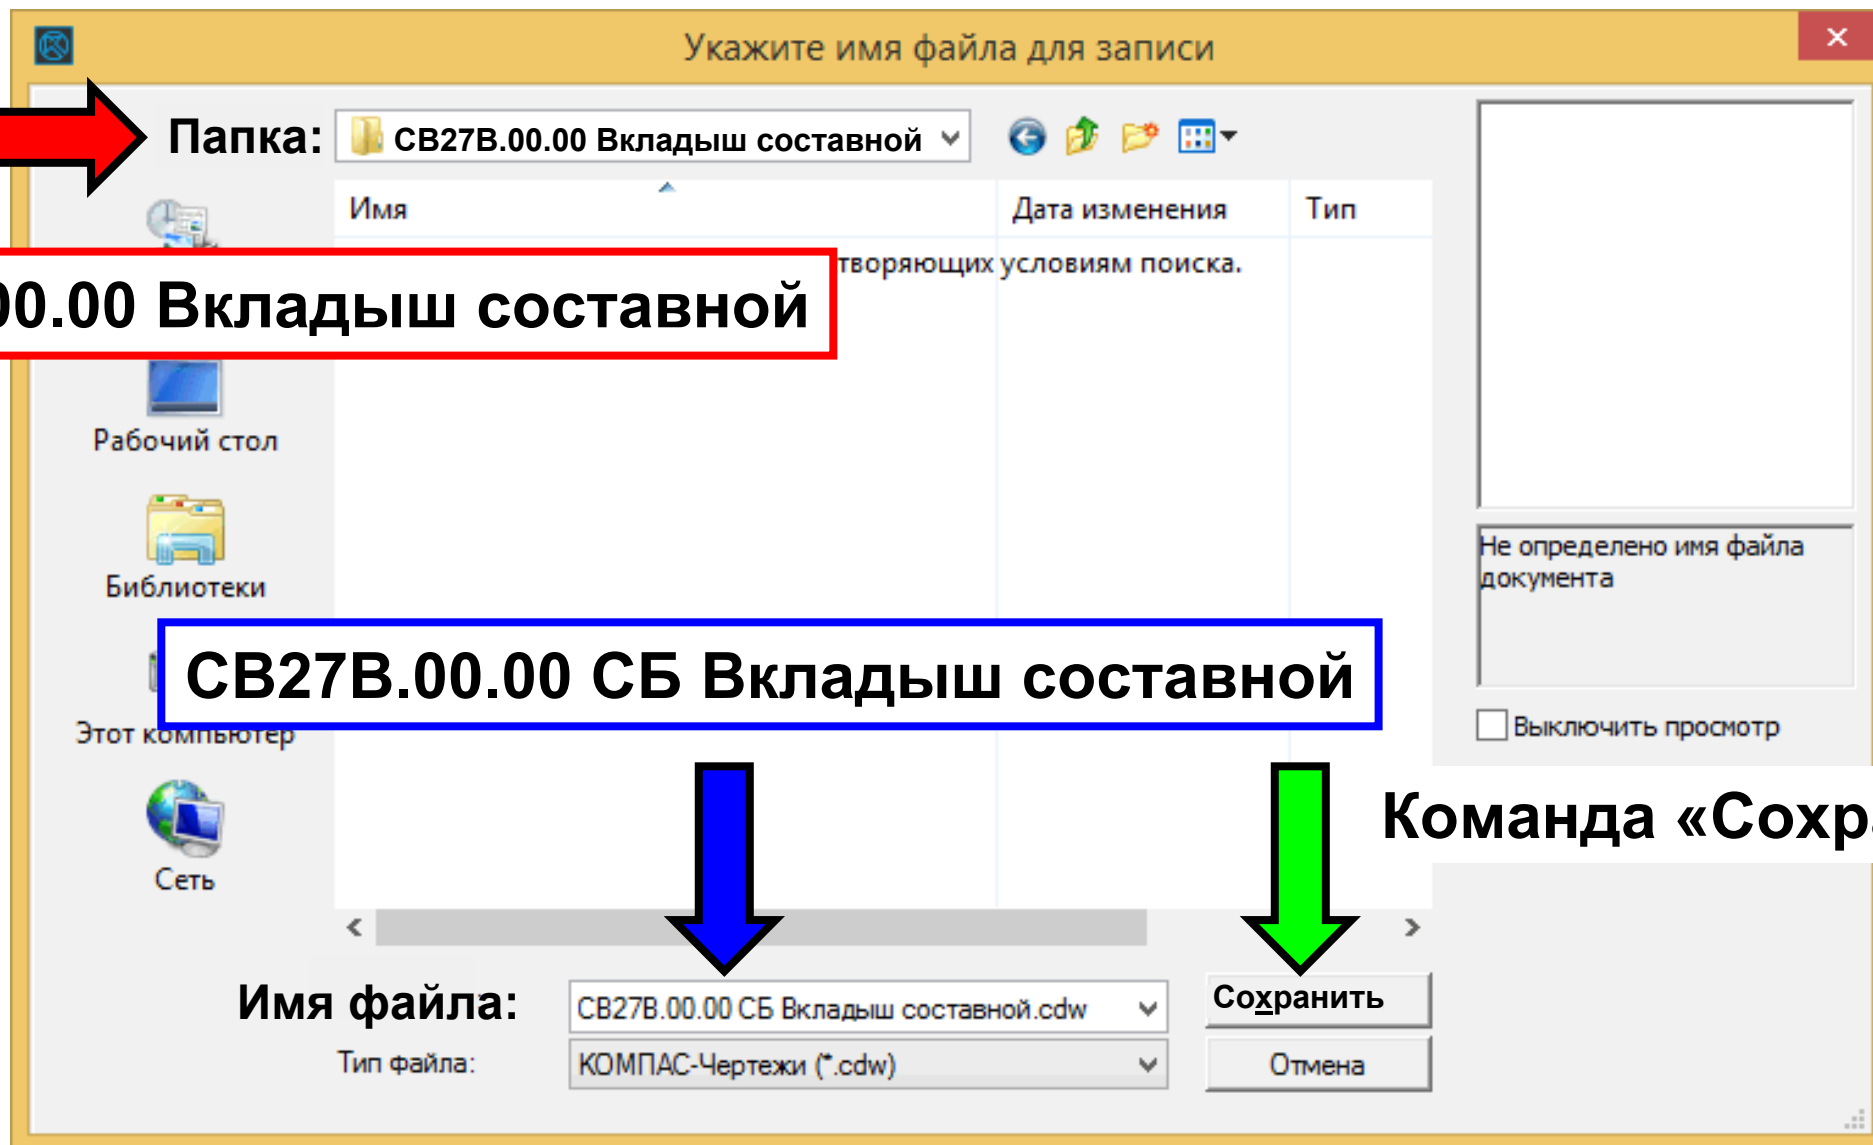 Укажите имя файла для записи
Папка: СВ27В.00.00 Вкладыш составной
Имя Дата изменения Тип
творяющих условиям поиска.
00.00 Вкладыш составной
Рабочий стол
Библиотеки
Не определено имя файла
документа
СВ27В.00.00 СБ Вкладыш составной
Этот компьютер
Выключить просмотр
Команда «Сохра
Сеть
Имя файла: СВ27В.00.00 СБ Вкладыш составной.cdw Сохранить
Тип файла: КОМПАС-Чертежи (*.cdw) Отмена